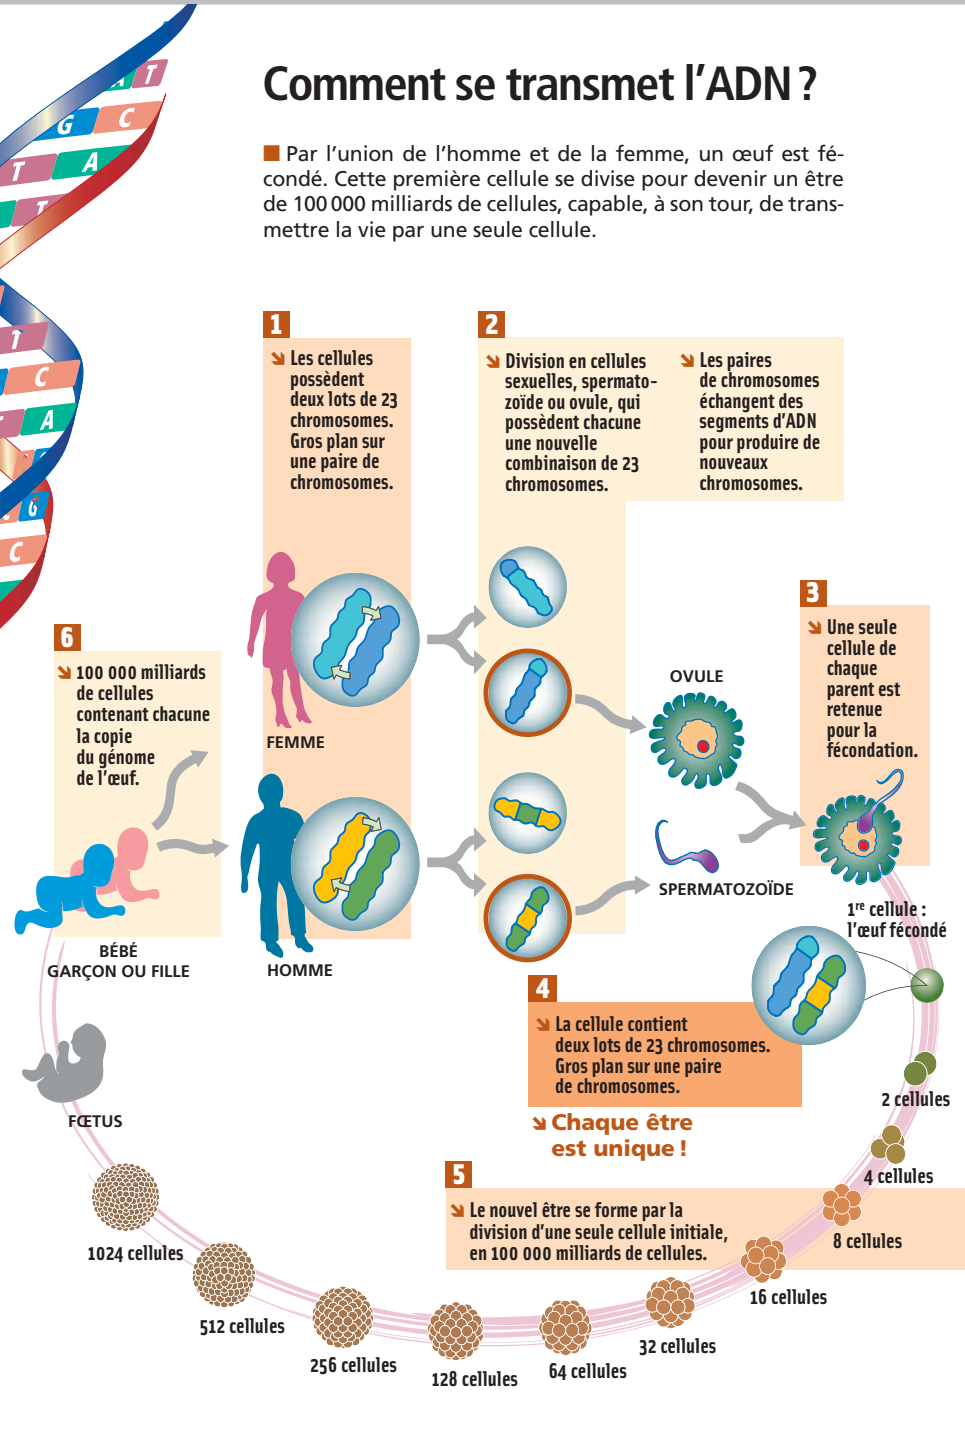 Comment se transmet l'ADN ?
Par l'union de l'homme et de la femme, un œuf est fé-
condé. Cette première cellule se divise pour devenir un être
de 100 000 milliards de cellules, capable, à son tour, de trans-
mettre la vie par une seule cellule.
A T
G C
T A
T
T
C
A
G
C
1
Les cellules
possèdent
deux lots de 23
chromosomes.
Gros plan sur
une paire de
chromosomes.
2
Division en cellules
sexuelles, spermato-
zoïde ou ovule, qui
possèdent chacune
une nouvelle
combinaison de 23
chromosomes.
Les paires
de chromosomes
échangent des
segments d'ADN
pour produire de
nouveaux
chromosomes.
3
Une seule
cellule de
chaque
parent est
retenue
pour la
fécondation.
6
100 000 milliards
de cellules
contenant chacune
la copie
du génome
de l'œuf.
FEMME
OVULE
SPERMATOZOÏDE
HOMME
BÉBÉ
GARÇON OU FILLE
1re cellule :
l'œuf fécondé
4
La cellule contient
deux lots de 23 chromosomes.
Gros plan sur une paire
de chromosomes.
Chaque être
est unique !
5
Le nouvel être se forme par la
division d'une seule cellule initiale,
en 100 000 milliards de cellules.
2 cellules
4 cellules
8 cellules
16 cellules
32 cellules
64 cellules
128 cellules
256 cellules
512 cellules
1024 cellules
FŒTUS